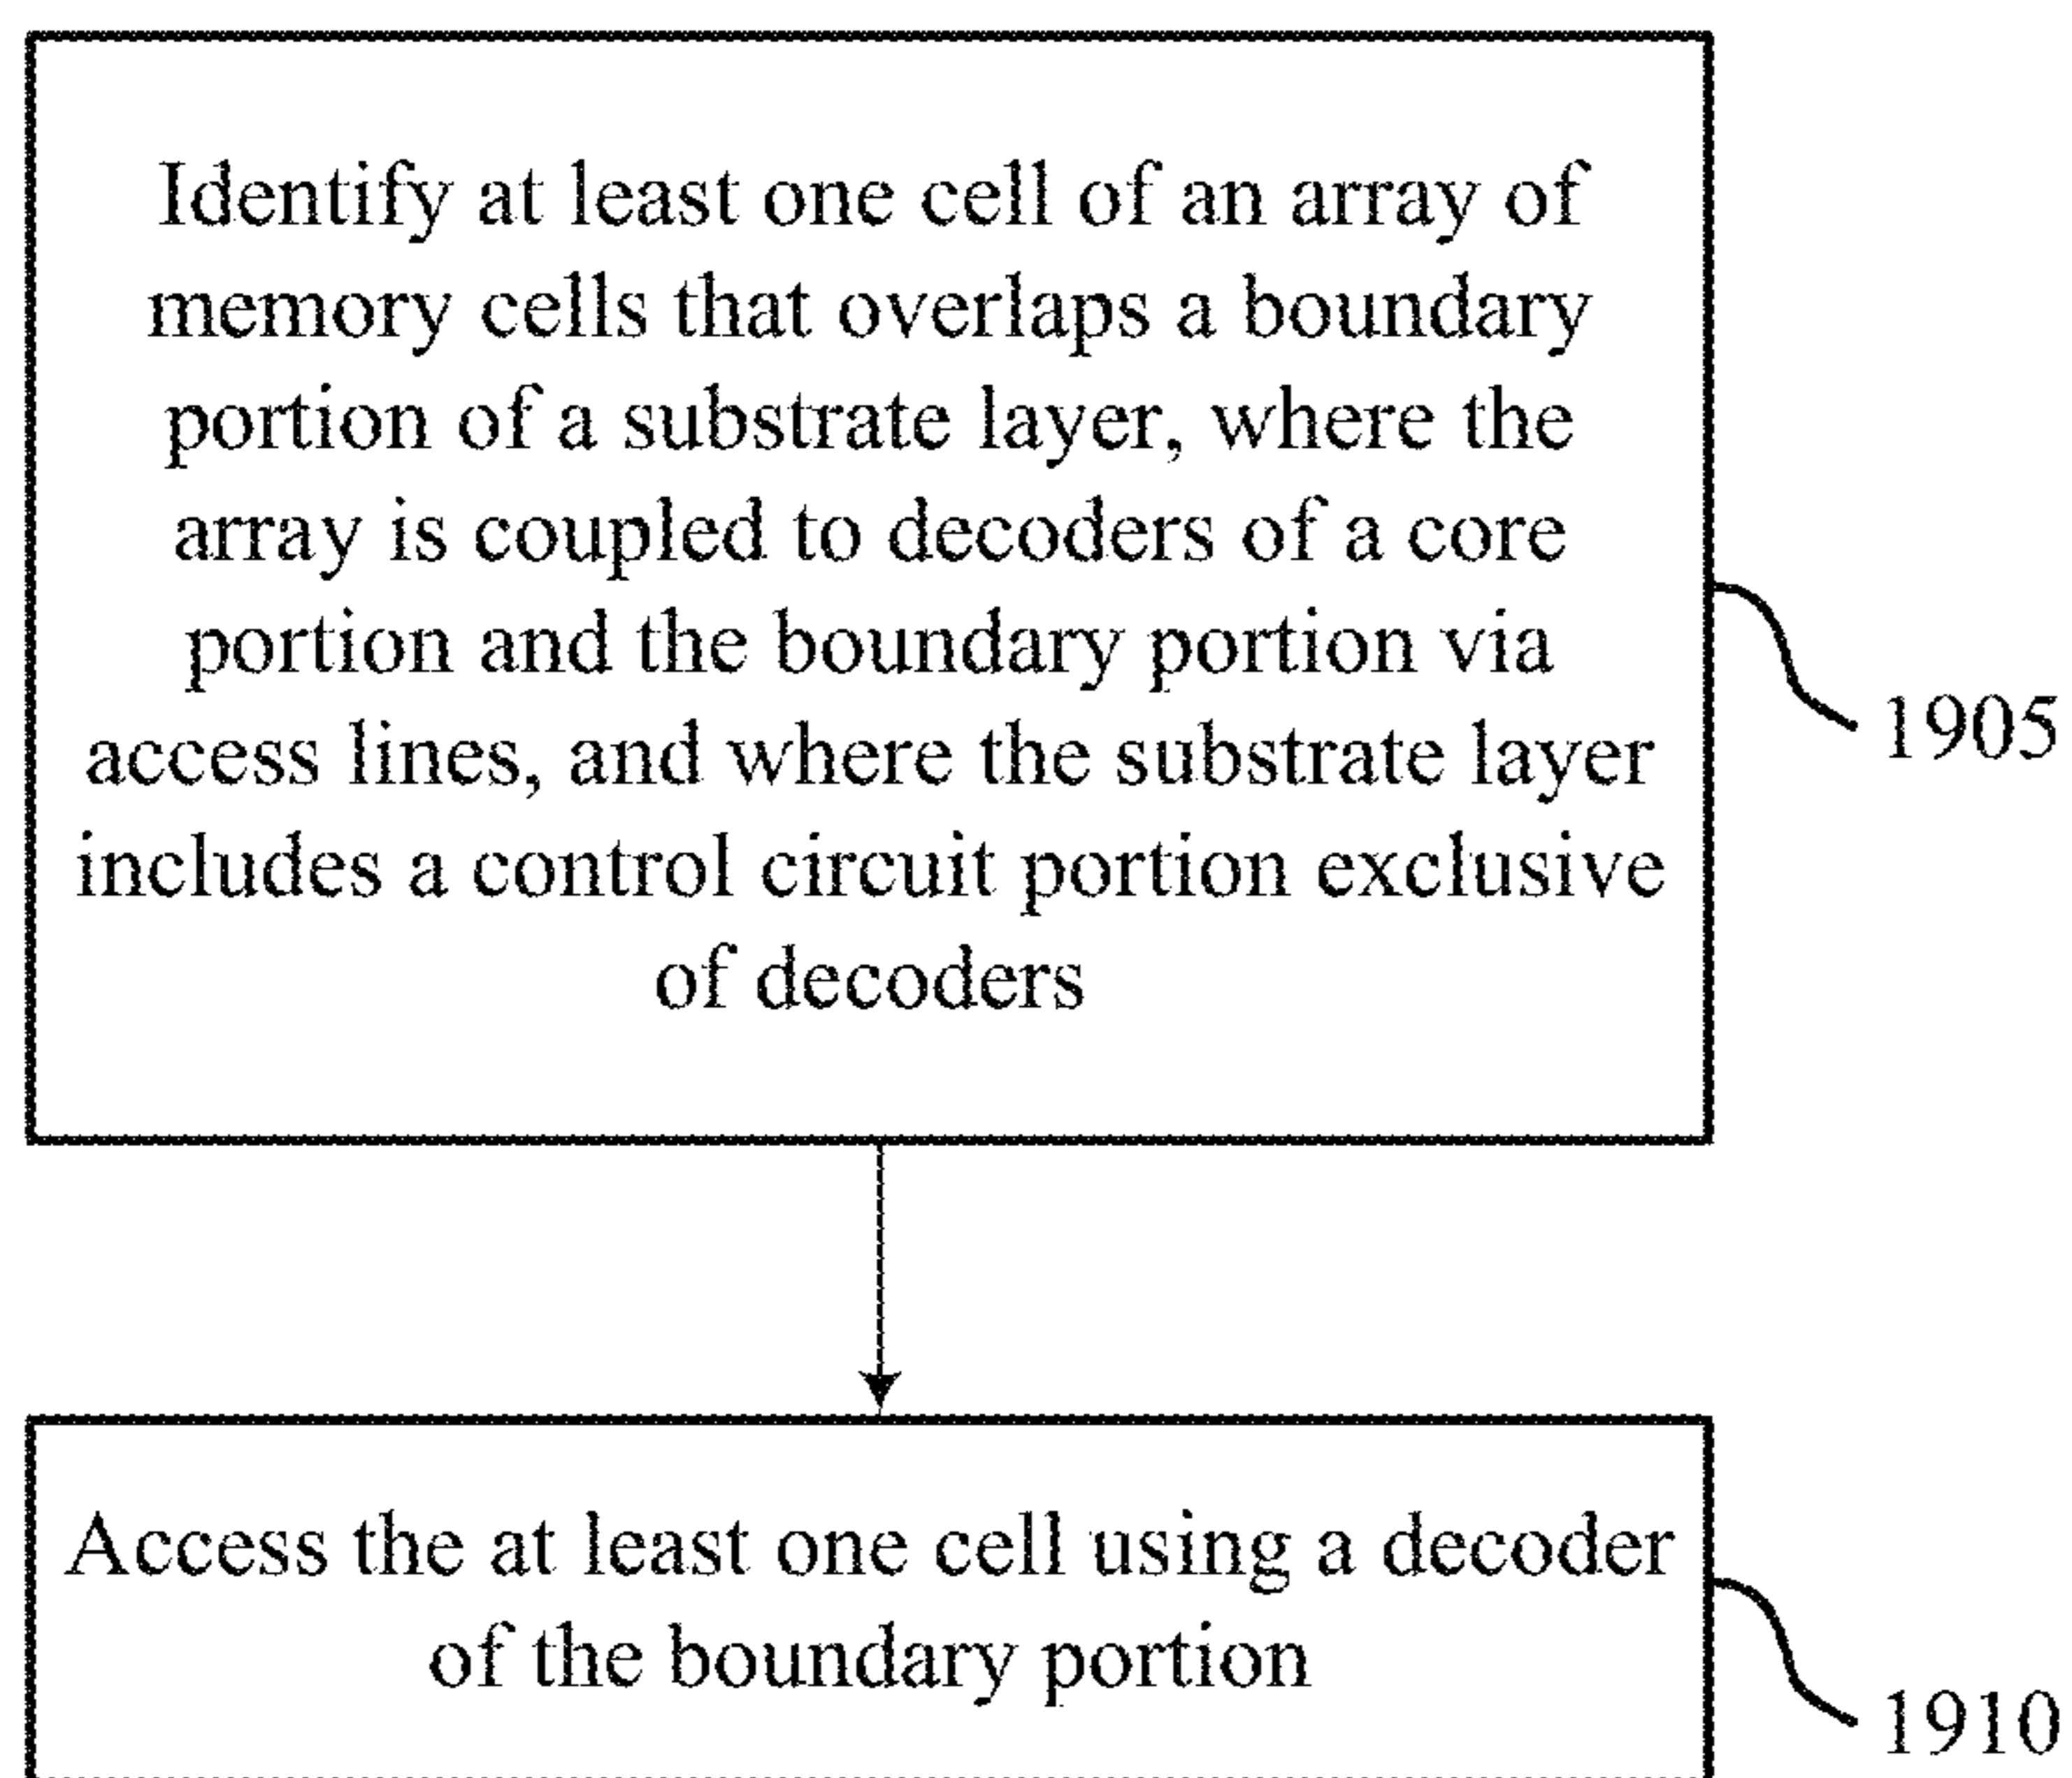 Identify at least one cell of an array of
memory cells that overlaps a boundary
portion of a substrate layer, where the
array is coupled to decoders of a core
portion and the boundary portion via
access lines, and where the substrate layer
includes a control circuit portion exclusive
of decoders
1905
Access the at least one cell using a decoder
of the boundary portion
1910